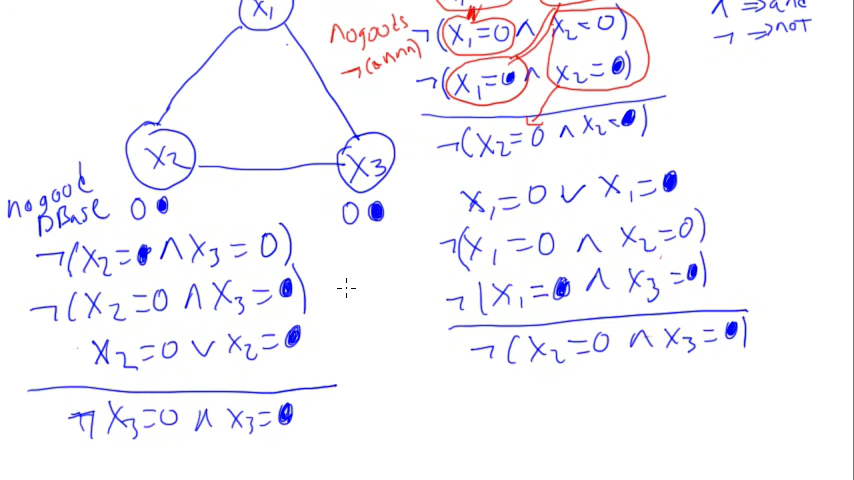 X₁
nogoods
¬(annn)
¬(X₁=0 ∧ X₂=0)
¬(X₁=● ∧ X₂=●)
¬(X₂=0 ∧ X₂=●)
∧ ⇒ and
¬ ⇒ not
X₂
X₃
0 ●
0 ●
nogood
DBase
¬(X₂=● ∧ X₃=0)
¬(X₂=0 ∧ X₃=●)
X₂=0 ∨ X₂=●
¬ X₃=0 ∧ X₃=●
X₁=0 ∨ X₁=●
¬(X₁=0 ∧ X₂=0)
¬(X₁=● ∧ X₃=●)
¬(X₂=0 ∧ X₃=●)